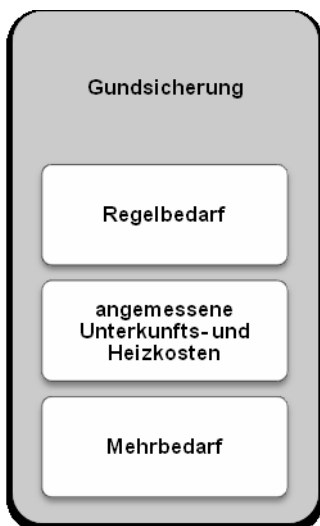 Gundsicherung
Regelbedarf
angemessene
Unterkunfts-und
Heizkosten
Mehrbedarf